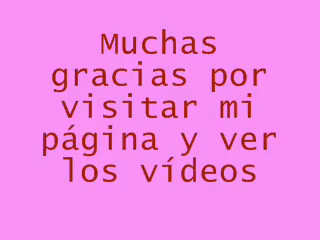 Muchas
gracias por
visitar mi
página y ver
los vídeos